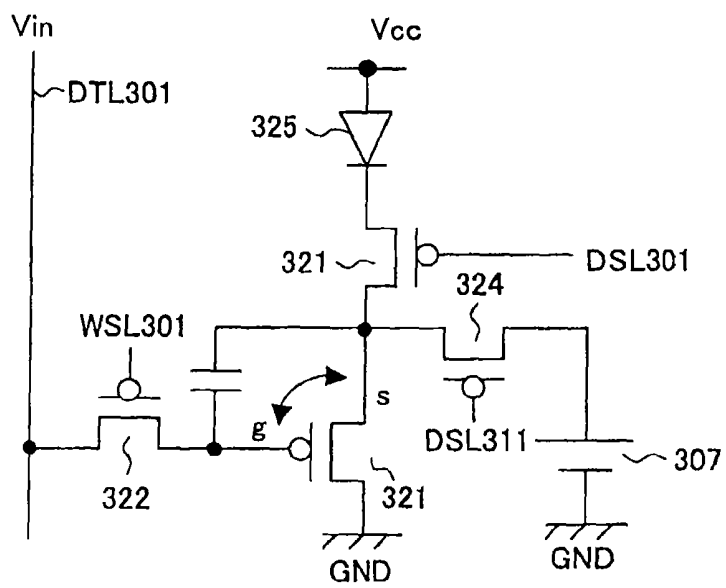 Vin
Vcc
DTL301
325
321
DSL301
324
WSL301
s
g
DSL311
307
322
321
GND
GND